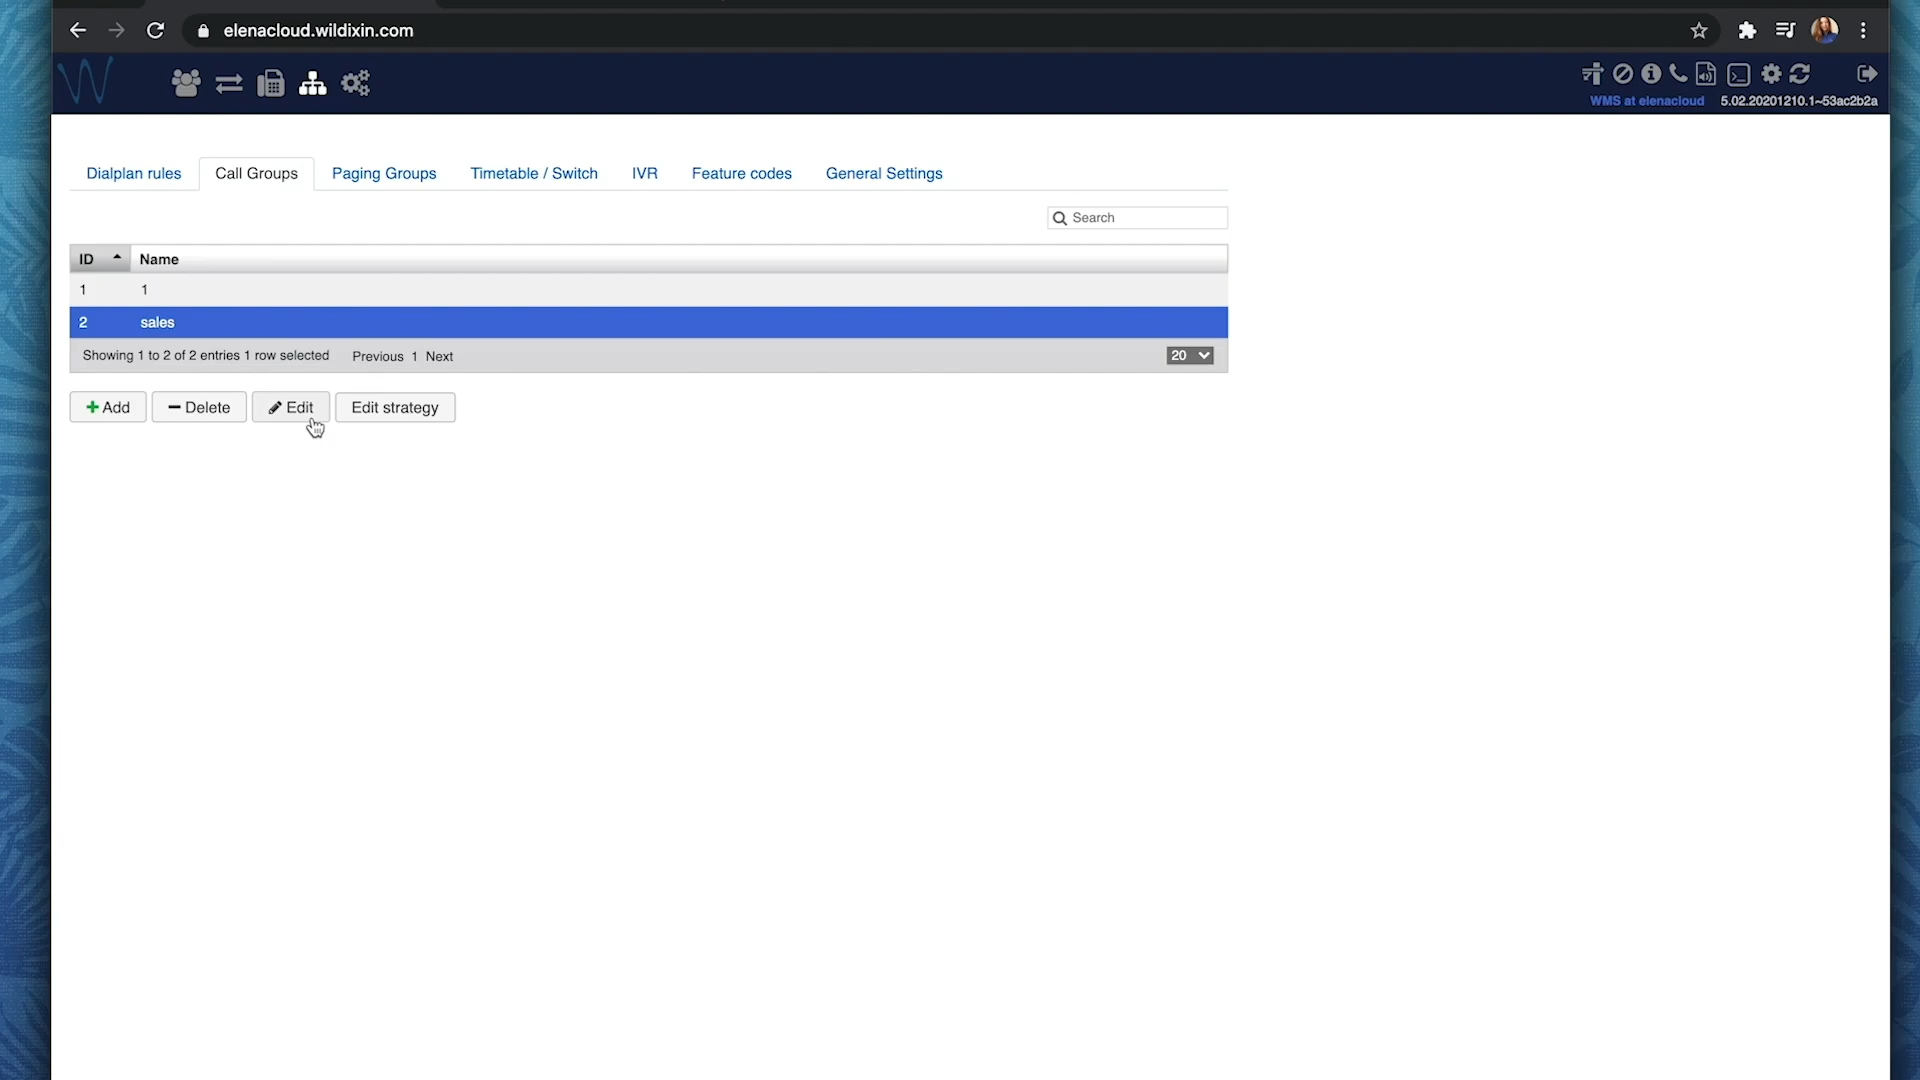 elenacloud.wildixin.com
WMS at elenacloud 5.02.20201210.1~53ac2b2a
Dialplan rules Call Groups Paging Groups Timetable / Switch IVR Feature codes General Settings
Search
ID Name
1 1
2 sales
Showing 1 to 2 of 2 entries 1 row selected Previous 1 Next 20
Add Delete Edit Edit strategy